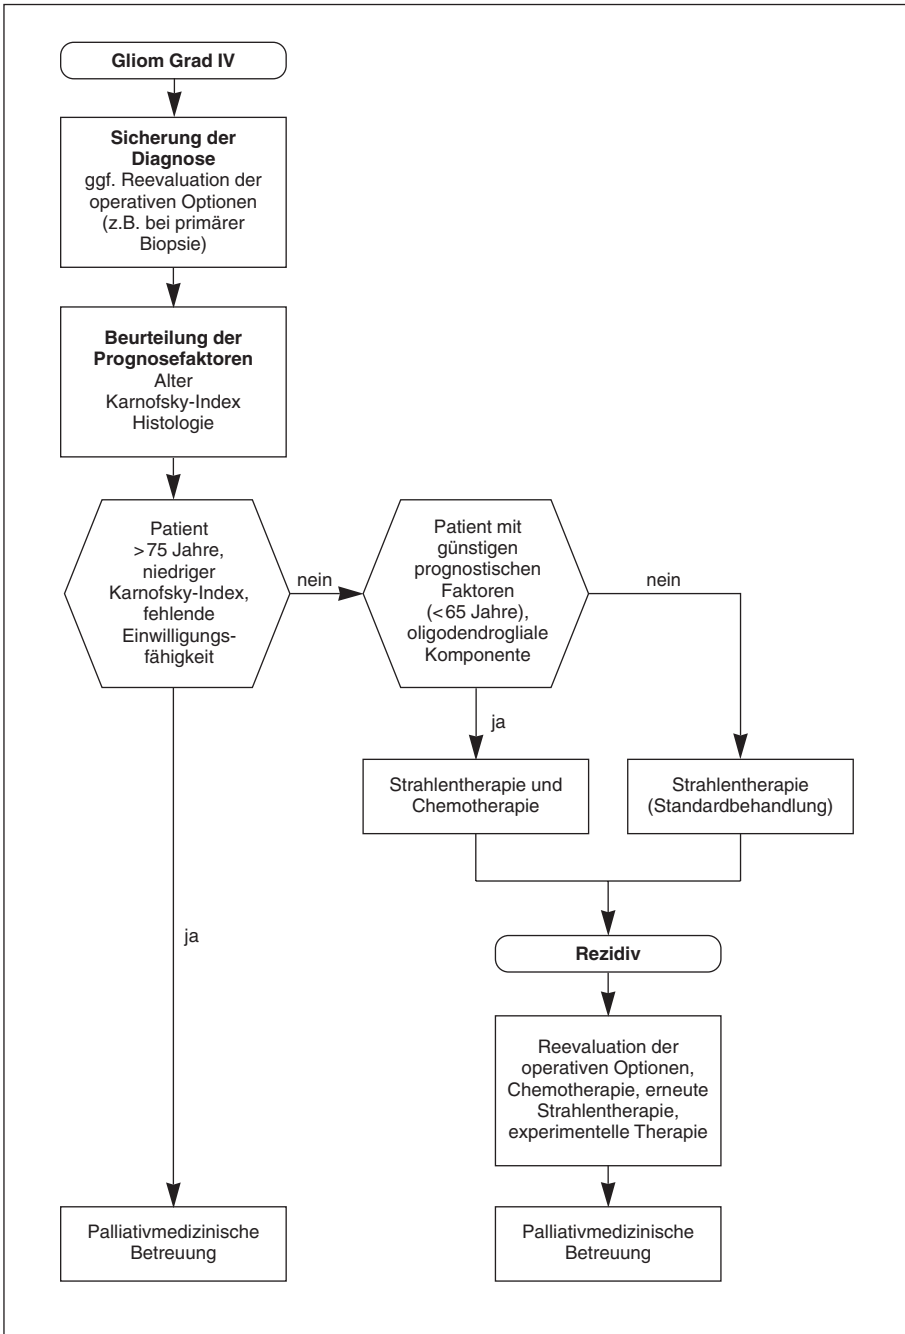 Gliom Grad IV
Sicherung der
Diagnose
ggf. Reevaluation der
operativen Optionen
(z.B. bei primärer
Biopsie)
Beurteilung der
Prognosefaktoren
Alter
Karnofsky-Index
Histologie
Patient
>75 Jahre,
niedriger
Karnofsky-Index,
fehlende
Einwilligungs-
fähigkeit
nein
Patient mit
günstigen
prognostischen
Faktoren
(<65 Jahre),
oligodendrogliale
Komponente
nein
ja
Strahlentherapie und
Chemotherapie
Strahlentherapie
(Standardbehandlung)
ja
Rezidiv
Reevaluation der
operativen Optionen,
Chemotherapie, erneute
Strahlentherapie,
experimentelle Therapie
Palliativmedizinische
Betreuung
Palliativmedizinische
Betreuung